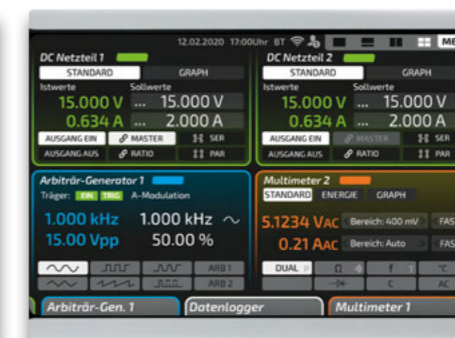 12.02.2020 17:00Uhr BT ME
DC Netzteil 1
STANDARD GRAPH
Istwerte Sollwerte
15.000 V ... 15.000 V
0.634 A ... 2.000 A
AUSGANG EIN MASTER SER
AUSGANG AUS RATIO PAR
DC Netzteil 2
STANDARD GRAPH
Istwerte Sollwerte
15.000 V ... 15.000 V
0.634 A ... 2.000 A
AUSGANG EIN MASTER SER
AUSGANG AUS RATIO PAR
Arbiträr-Generator 1
Träger: EIN TRIG A-Modulation
1.000 kHz 1.000 kHz
15.00 Vpp 50.00 %
ARB 1
ARB 2
Multimeter 2
STANDARD ENERGIE GRAPH
5.1234 VAC Bereich: 400 mV FAS
0.21 AAC Bereich: Auto FAS
DUAL P Ω f T °C
C AC
Arbiträr-Gen. 1 Datenlogger Multimeter 1